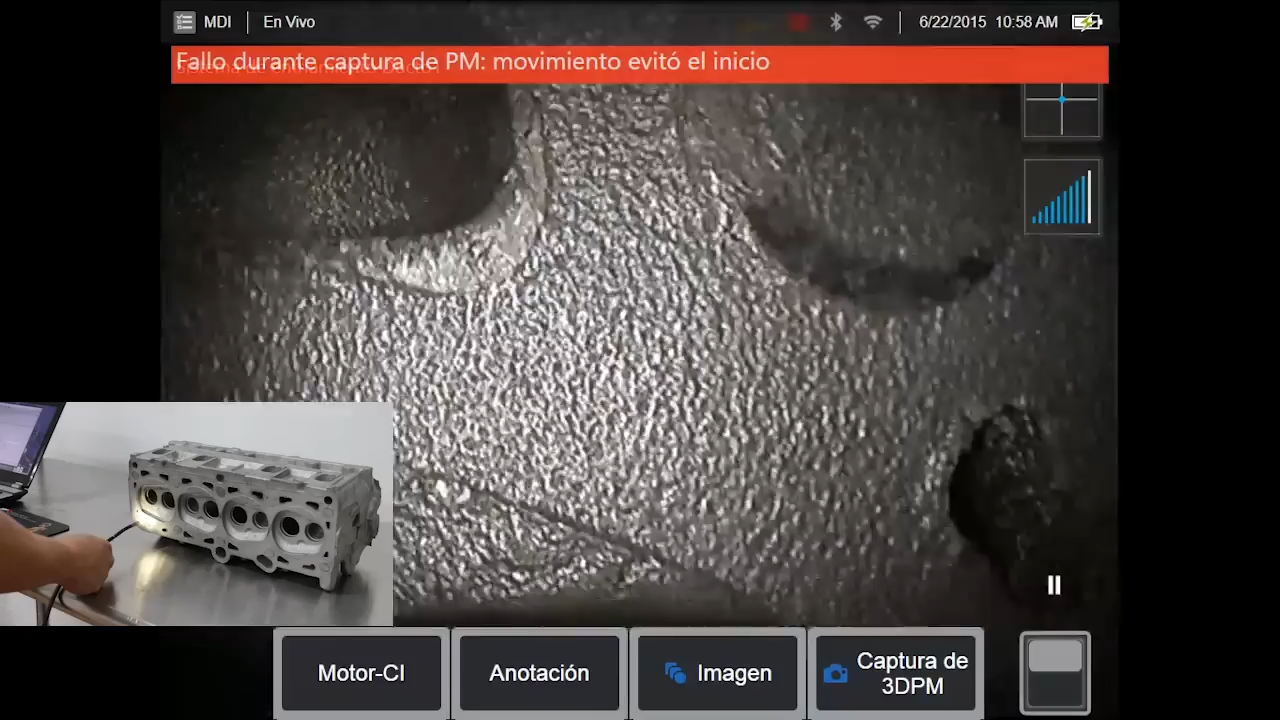 MDI
En Vivo
6/22/2015 10:58 AM
Fallo durante captura de PM: movimiento evitó el inicio
Motor-CI
Anotación
Imagen
Captura de
3DPM